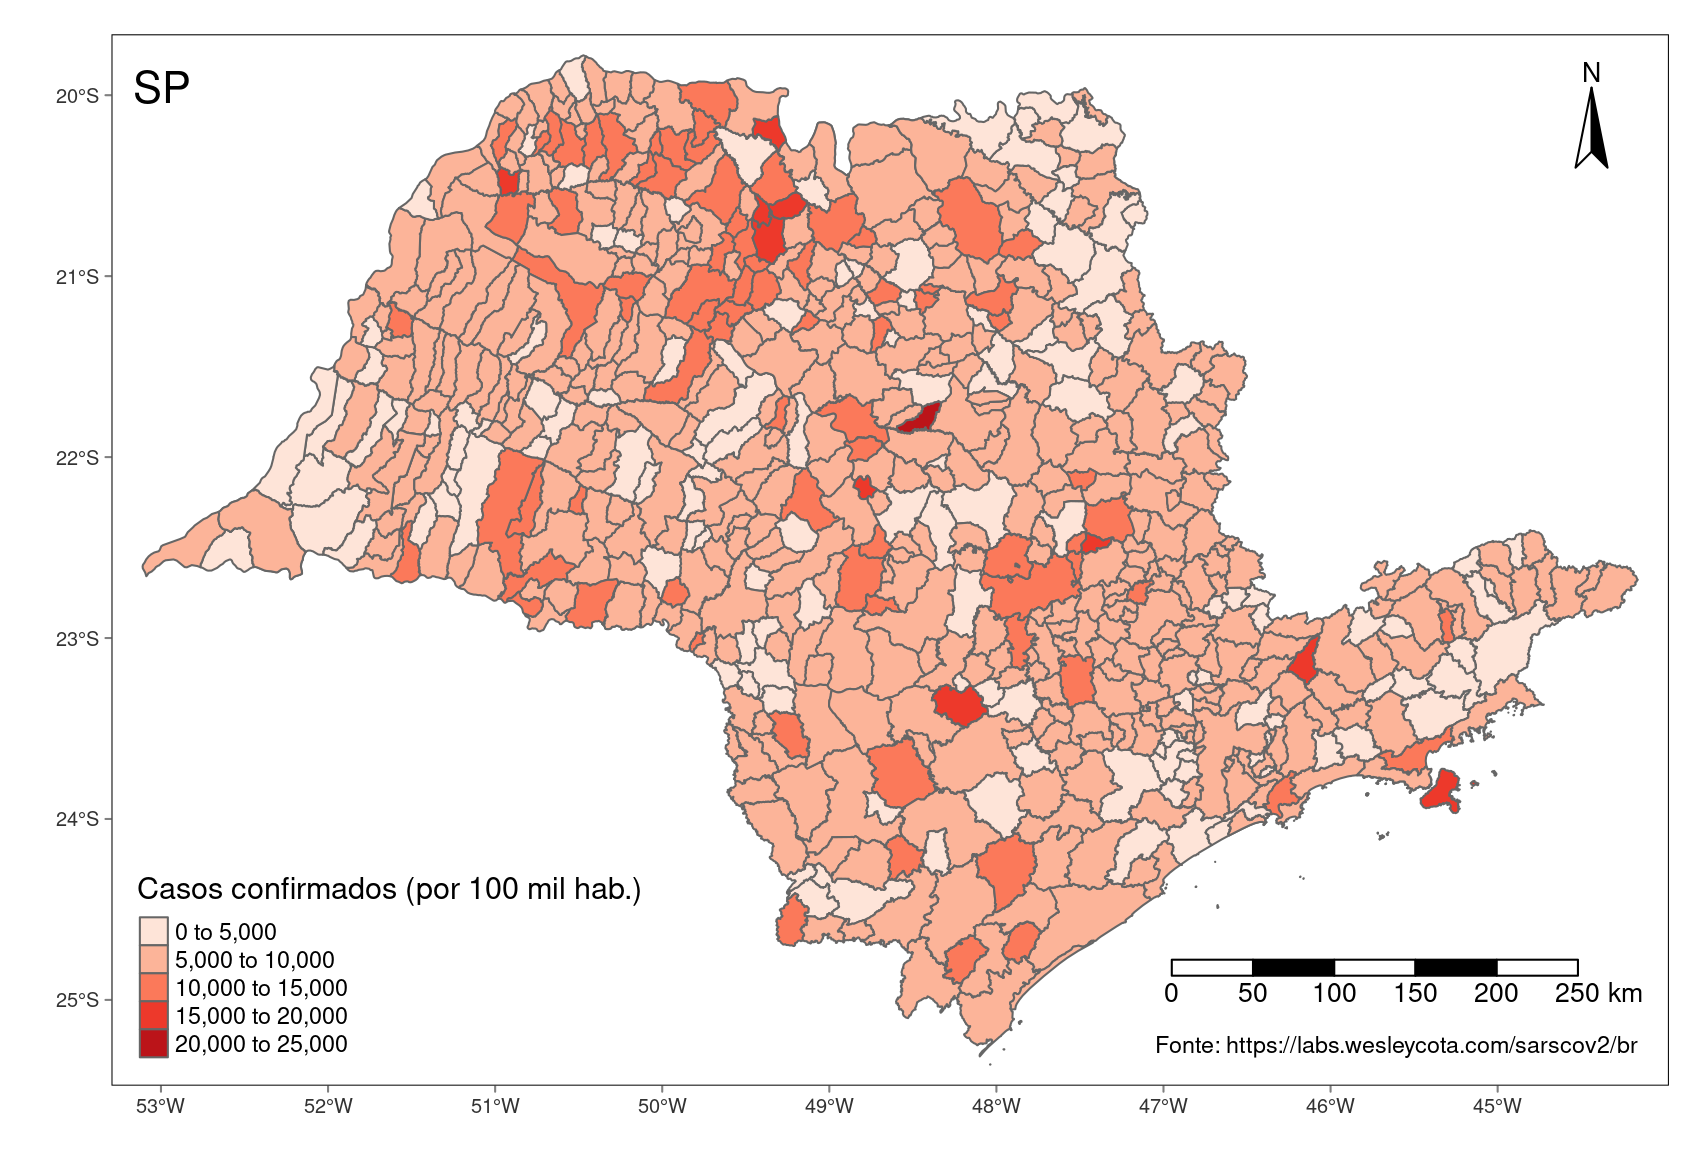 SP
N
20°S
21°S
22°S
23°S
24°S
25°S
Casos confirmados (por 100 mil hab.)
0 to 5,000
5,000 to 10,000
10,000 to 15,000
15,000 to 20,000
20,000 to 25,000
0 50 100 150 200 250 km
Fonte: https://labs.wesleycota.com/sarscov2/br
53°W 52°W 51°W 50°W 49°W 48°W 47°W 46°W 45°W